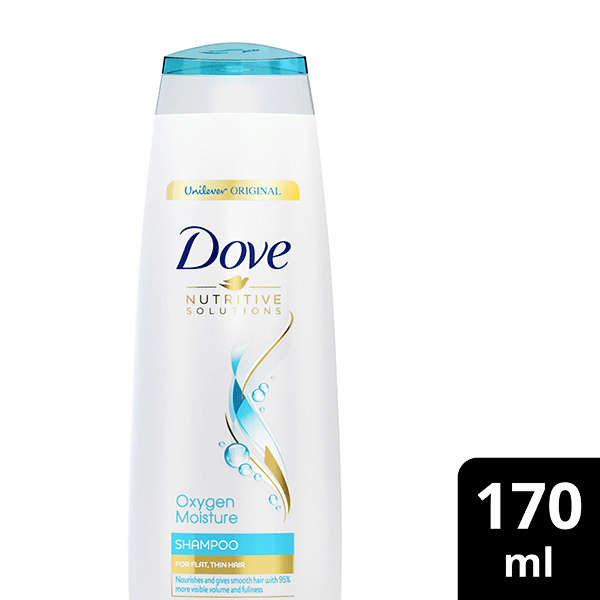 Unilever ORIGINAL
Dove
NUTRITIVE
SOLUTIONS
Oxygen
Moisture
SHAMPOO
FOR FLAT, THIN HAIR
Nourishes and gives smooth hair with 95%
more visible volume and fullness
170
ml